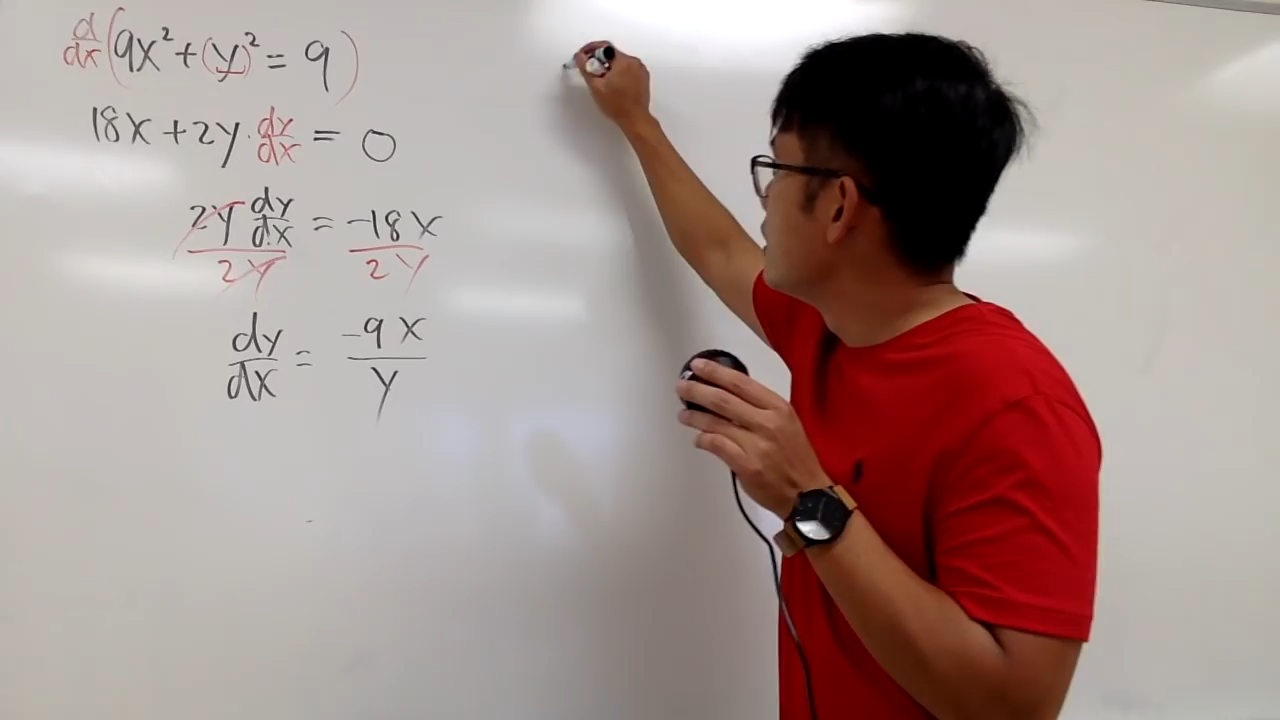 d/dx (9x² + (y)² = 9)
18x + 2y · dy/dx = 0
2y dy/dx / 2y = -18x / 2y
dy/dx = -9x / y